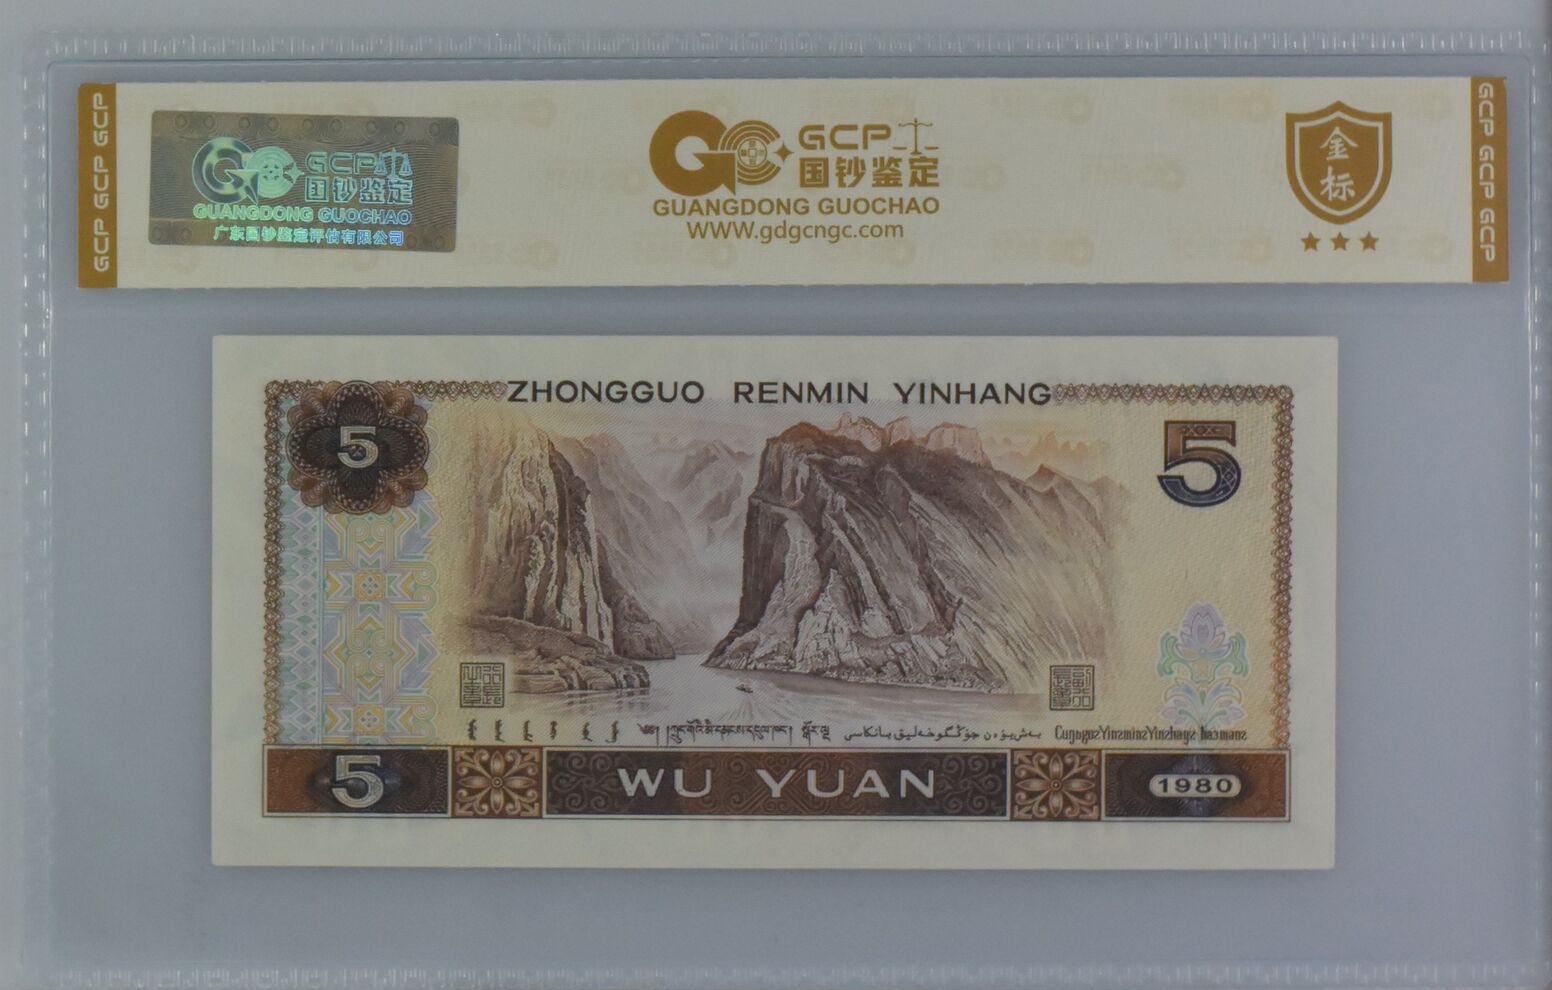 GCP GCP GCP
GCP 国钞鉴定
GUANGDONG GUOCHAO
广东国钞鉴定评估有限公司
GCP
国钞鉴定
GUANGDONG GUOCHAO
WWW.gdgcngc.com
金标
GCP GCP GCP
ZHONGGUO RENMIN YINHANG
5
5
5
WU YUAN
1980